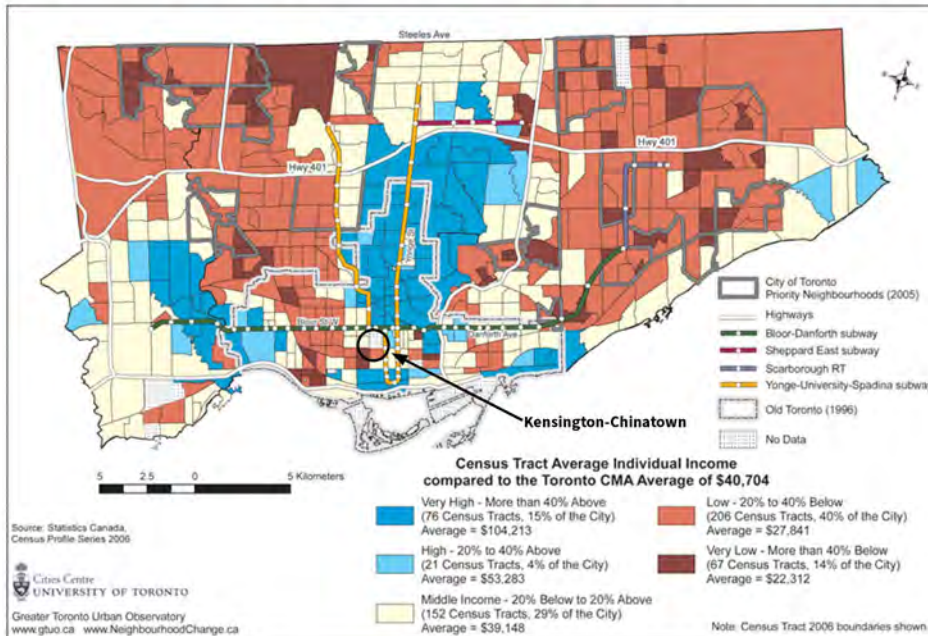 Steeles Ave
Hwy 401
Hwy 401
Yonge St
Bloor St W
Danforth Ave
Kensington-Chinatown
City of Toronto
Priority Neighbourhoods (2005)
Highways
Bloor-Danforth subway
Sheppard East subway
Scarborough RT
Yonge-University-Spadina subway
Old Toronto (1996)
No Data
5 2.5 0 5 Kilometers
Census Tract Average Individual Income
compared to the Toronto CMA Average of $40,704
Very High - More than 40% Above
(76 Census Tracts, 15% of the City)
Average = $104,213
High - 20% to 40% Above
(21 Census Tracts, 4% of the City)
Average = $53,283
Middle Income - 20% Below to 20% Above
(152 Census Tracts, 29% of the City)
Average = $39,148
Low - 20% to 40% Below
(206 Census Tracts, 40% of the City)
Average = $27,841
Very Low - More than 40% Below
(67 Census Tracts, 14% of the City)
Average = $22,312
Source: Statistics Canada,
Census Profile Series 2006
Cities Centre
UNIVERSITY OF TORONTO
Greater Toronto Urban Observatory
www.gtuo.ca www.NeighbourhoodChange.ca
Note: Census Tract 2006 boundaries shown